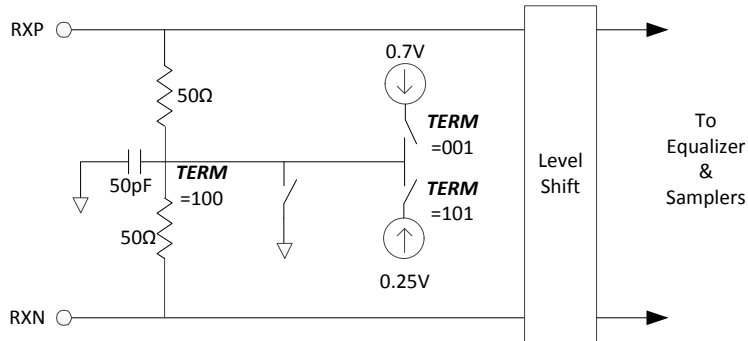 RXP
50Ω
0.7V
TERM
=001
50pF
TERM
=100
TERM
=101
50Ω
0.25V
RXN
Level
Shift
To
Equalizer
&
Samplers